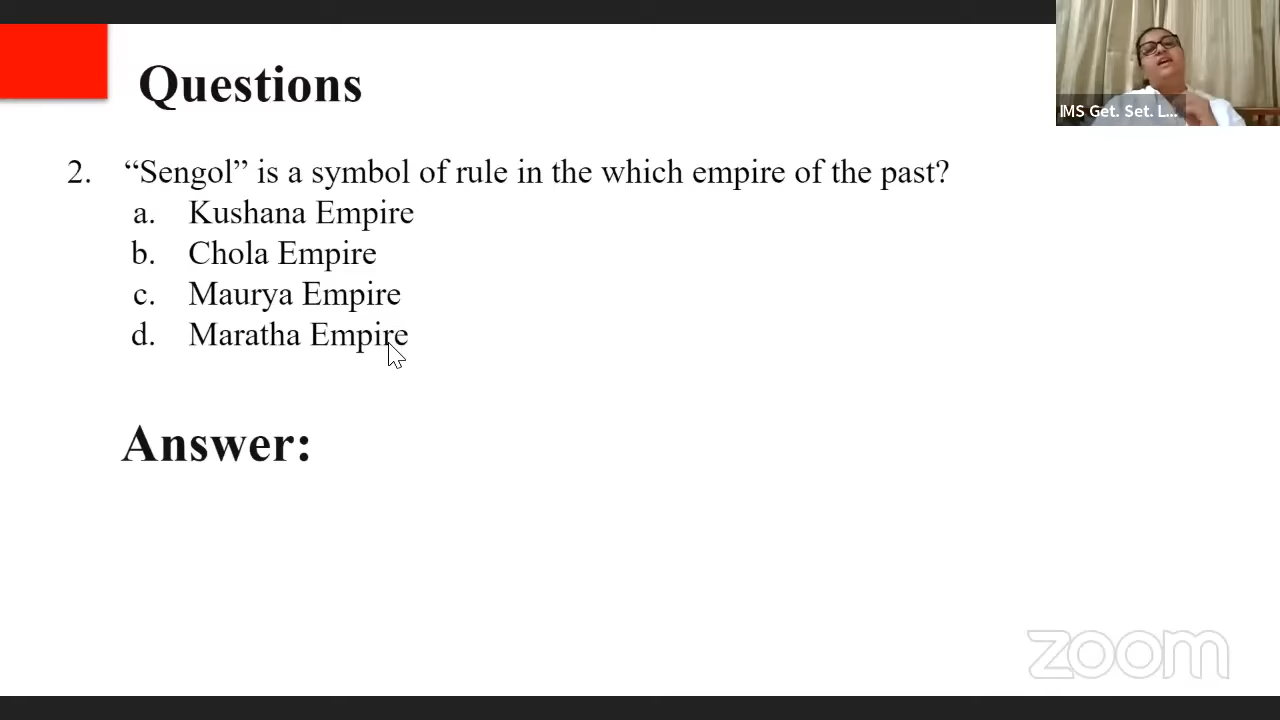 Questions
IMS Get. Set. L...
2. “Sengol” is a symbol of rule in the which empire of the past?
a. Kushana Empire
b. Chola Empire
c. Maurya Empire
d. Maratha Empire
Answer:
zoom